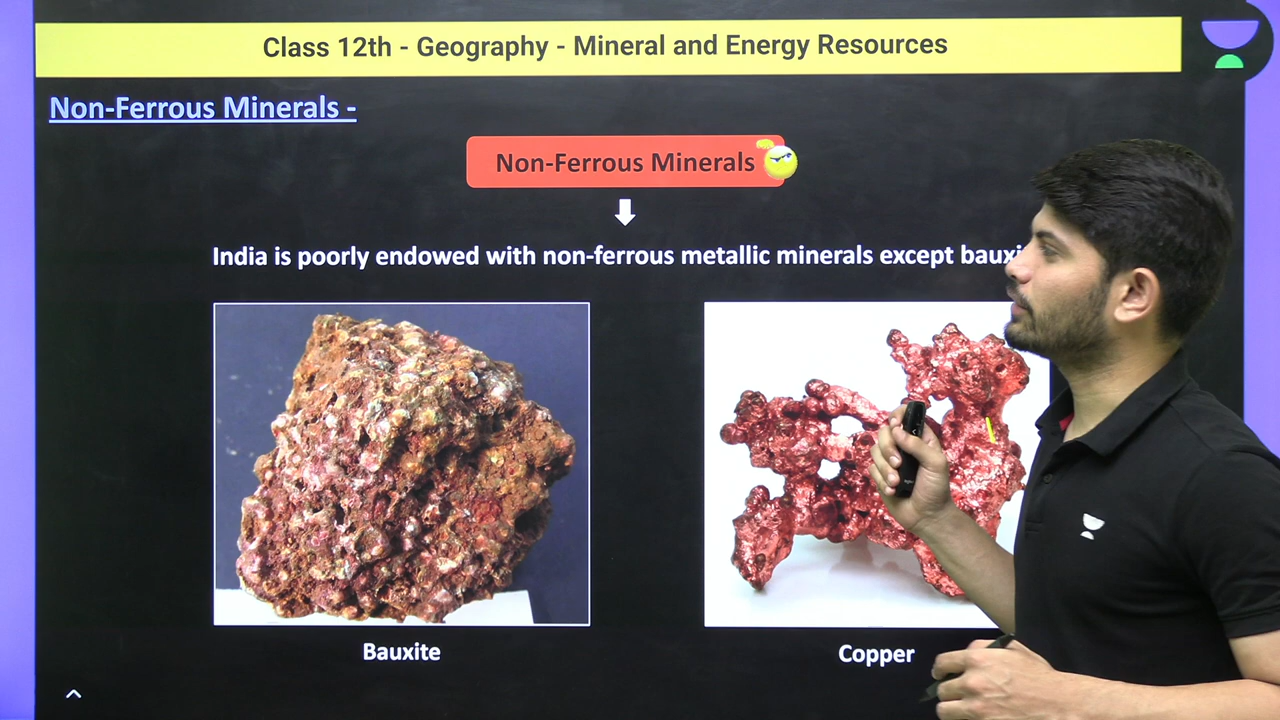 Class 12th - Geography - Mineral and Energy Resources
Non-Ferrous Minerals -
Non-Ferrous Minerals
India is poorly endowed with non-ferrous metallic minerals except
Bauxite
Copper